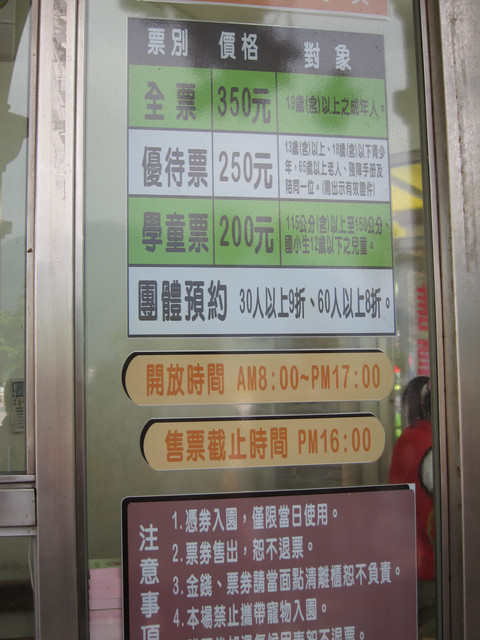 票別 價格 對象
全票 350元 19歲(含)以上之成年人。
優待票 250元 13歲(含)以上、18歲(含)以下青少
年,65歲以上老人、殘障手册及
陪同一位。(需出示有效證件)
學童票 200元 115公分(含)以上至150公分、
國小生12歲以下之兒童。
團體預約 30人以上9折、60人以上8折。
開放時間 AM8:00~PM17:00
售票截止時間 PM16:00
注意事項
1.憑券入園,僅限當日使用。
2.票券售出,恕不退票。
3.金錢、票券請當面點清離櫃恕不負責。
4.本場禁止攜帶寵物入園。